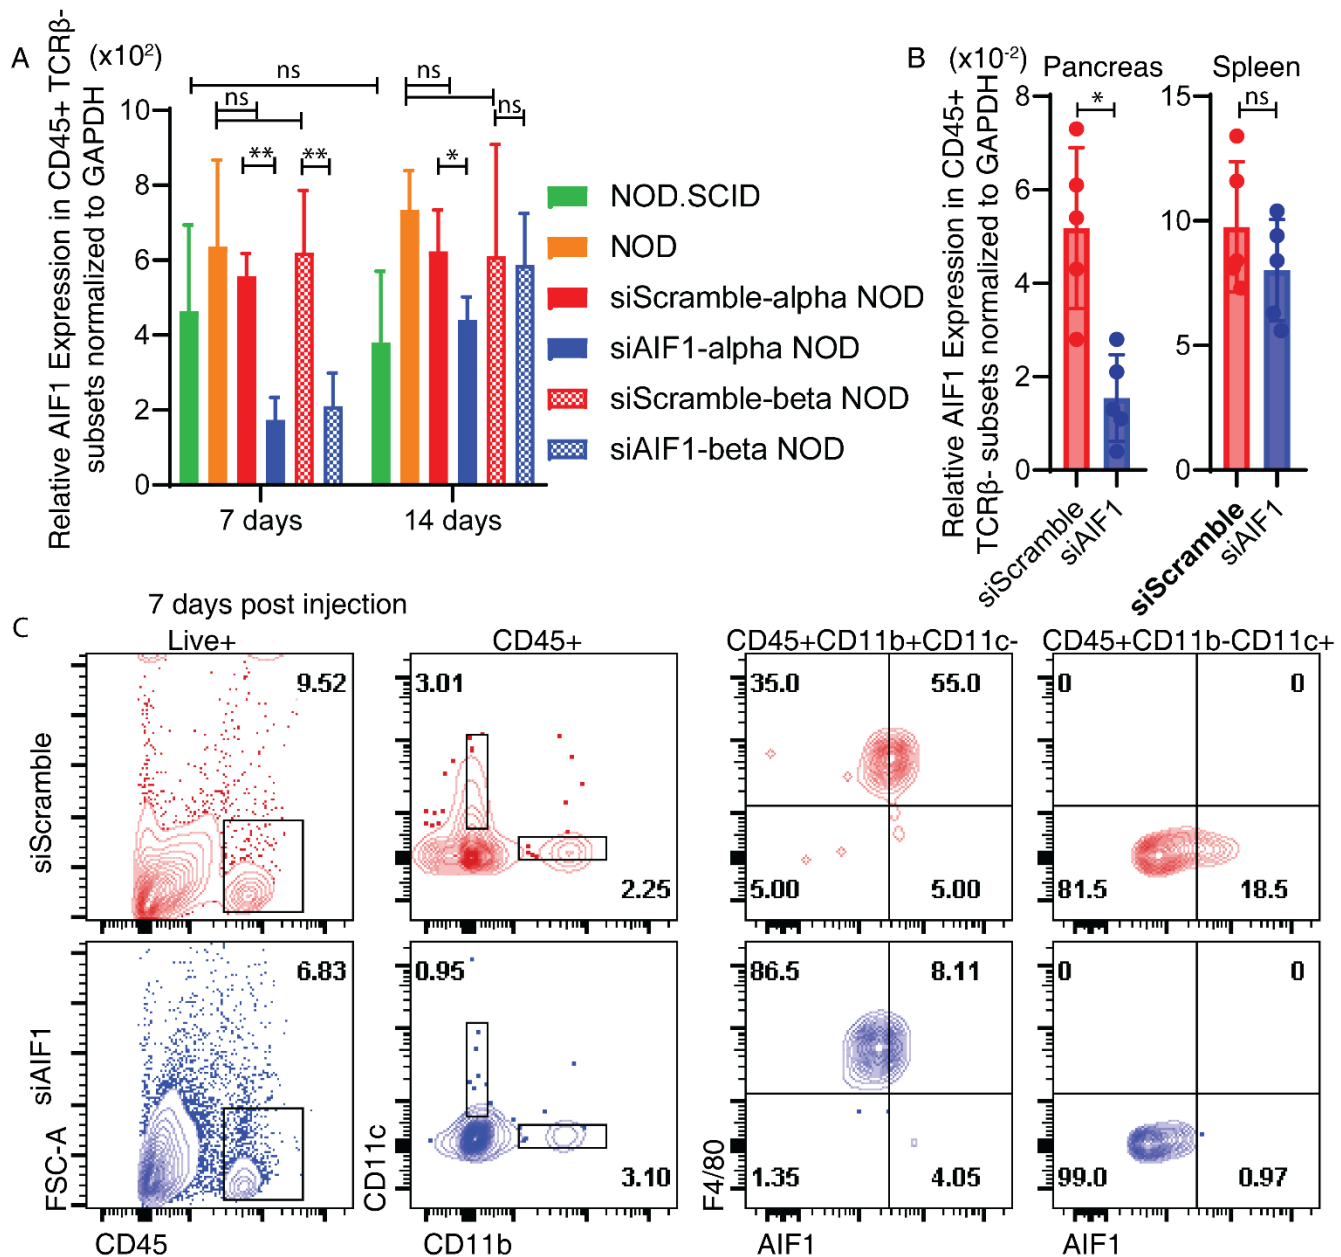 A
(x10²)
Relative AIF1 Expression in CD45+ TCRβ-
subsets normalized to GAPDH
10
8
6
4
2
0
ns
ns
**
**
ns
ns
*
7 days
14 days
NOD.SCID
NOD
siScramble-alpha NOD
siAIF1-alpha NOD
siScramble-beta NOD
siAIF1-beta NOD
B
(x10⁻²)
Pancreas
Spleen
Relative AIF1 Expression in CD45+
TCRβ- subsets normalized to GAPDH
8
6
4
2
0
*
siScramble
siAIF1
15
10
5
0
ns
siScramble
siAIF1
7 days post injection
C
Live+
CD45+
CD45+CD11b+CD11c-
CD45+CD11b-CD11c+
siScramble
9.52
3.01
2.25
35.0
55.0
5.00
5.00
0
0
81.5
18.5
siAIF1
6.83
0.95
3.10
86.5
8.11
1.35
4.05
0
0
99.0
0.97
FSC-A
CD11c
F4/80
CD45
CD11b
AIF1
AIF1